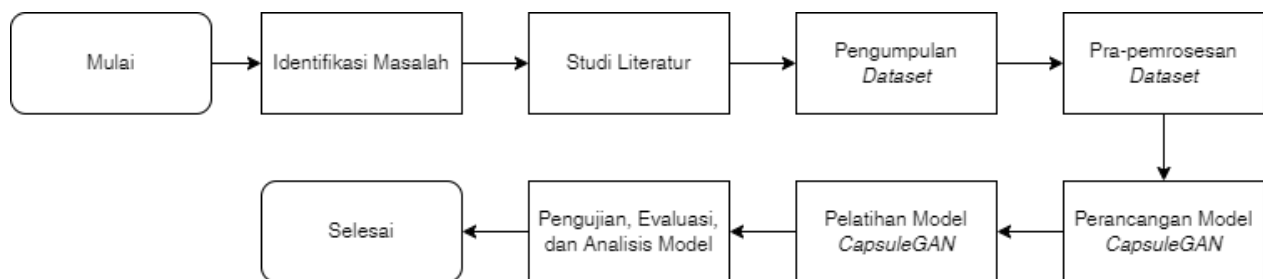 Mulai
Identifikasi Masalah
Studi Literatur
Pengumpulan
Dataset
Pra-pemrosesan
Dataset
Perancangan Model
CapsuleGAN
Pelatihan Model
CapsuleGAN
Pengujian, Evaluasi,
dan Analisis Model
Selesai